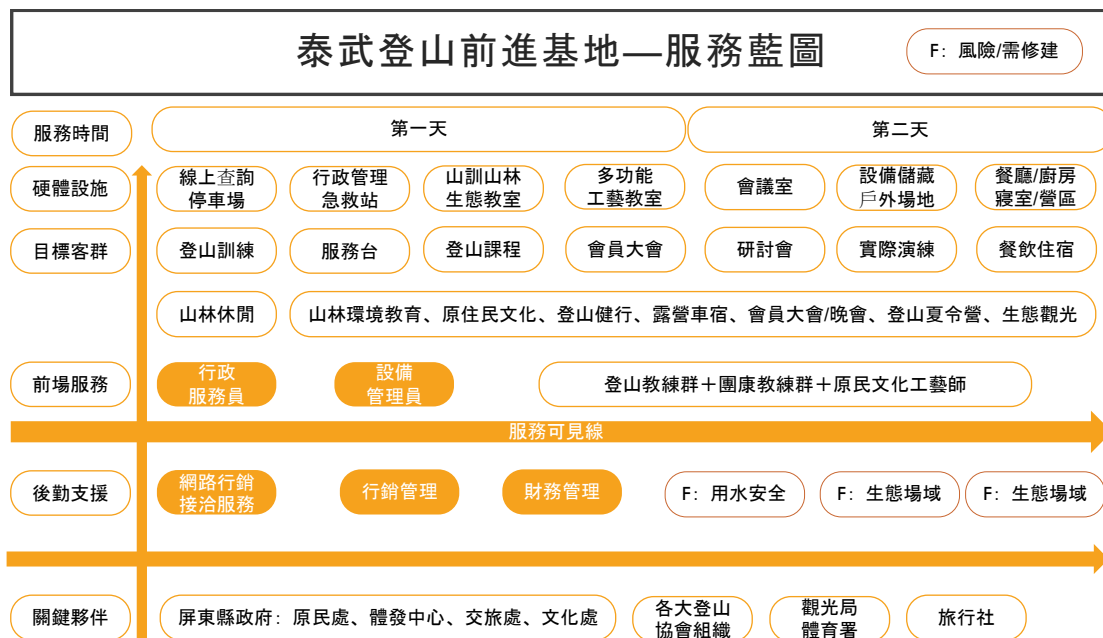 泰武登山前進基地—服務藍圖
F: 風險/需修建
服務時間
第一天
第二天
硬體設施
線上查詢
停車場
行政管理
急救站
山訓山林
生態教室
多功能
工藝教室
會議室
設備儲藏
戶外場地
餐廳/廚房
寢室/營區
目標客群
登山訓練
服務台
登山課程
會員大會
研討會
實際演練
餐飲住宿
山林休閒
山林環境教育、原住民文化、登山健行、露營車宿、會員大會/晚會、登山夏令營、生態觀光
前場服務
行政
服務員
設備
管理員
登山教練群＋團康教練群＋原民文化工藝師
服務可見線
後勤支援
網路行銷
接洽服務
行銷管理
財務管理
F: 用水安全
F: 生態場域
F: 生態場域
關鍵夥伴
屏東縣政府: 原民處、體發中心、交旅處、文化處
各大登山
協會組織
觀光局
體育署
旅行社